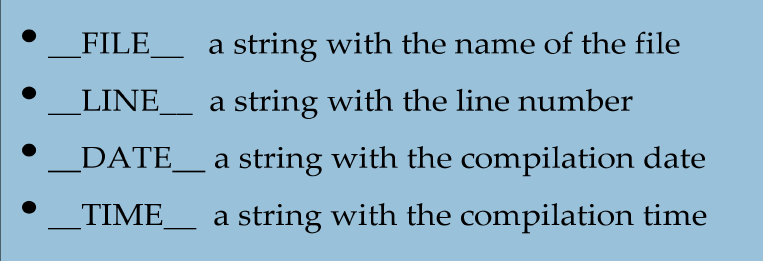 • __FILE__ a string with the name of the file
• __LINE__ a string with the line number
• __DATE__ a string with the compilation date
• __TIME__ a string with the compilation time